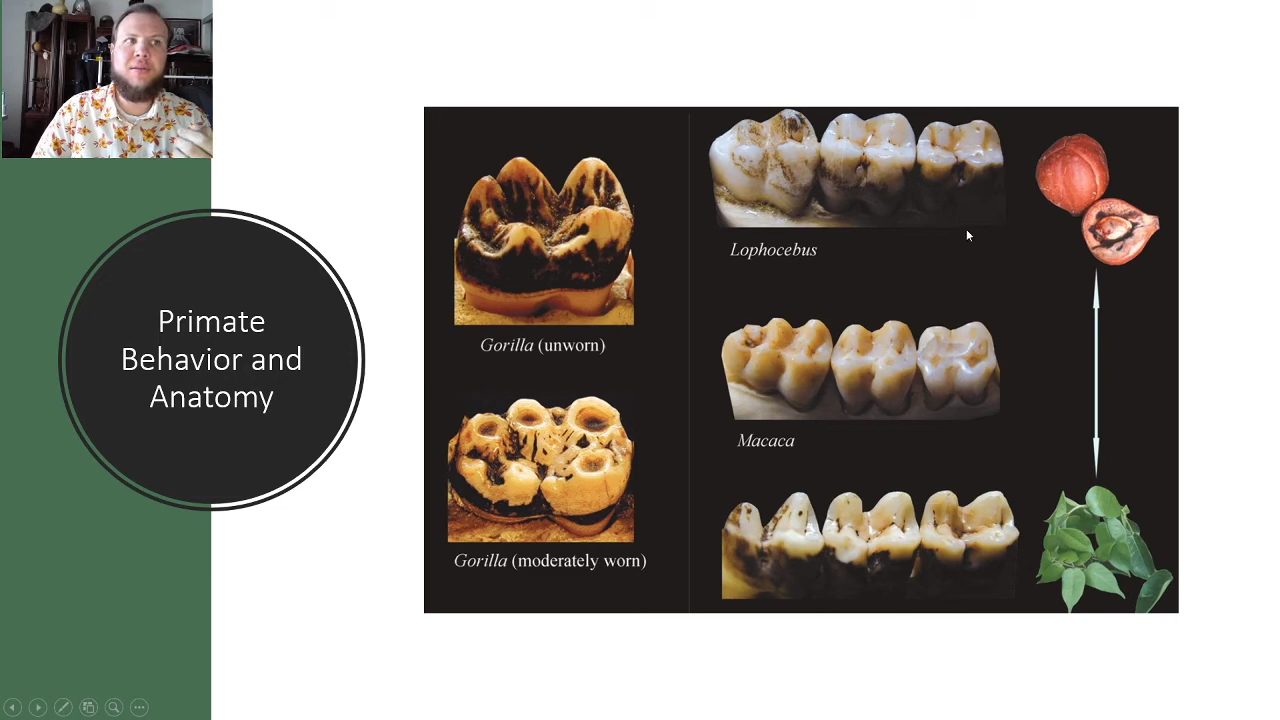 Primate
Behavior and
Anatomy
Gorilla (unworn)
Gorilla (moderately worn)
Lophocebus
Macaca